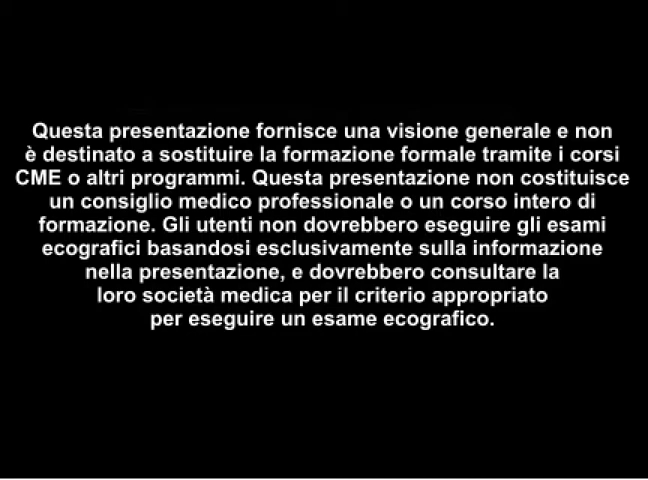 Questa presentazione fornisce una visione generale e non
è destinato a sostituire la formazione formale tramite i corsi
CME o altri programmi. Questa presentazione non costituisce
un consiglio medico professionale o un corso intero di
formazione. Gli utenti non dovrebbero eseguire gli esami
ecografici basandosi esclusivamente sulla informazione
nella presentazione, e dovrebbero consultare la
loro società medica per il criterio appropriato
per eseguire un esame ecografico.